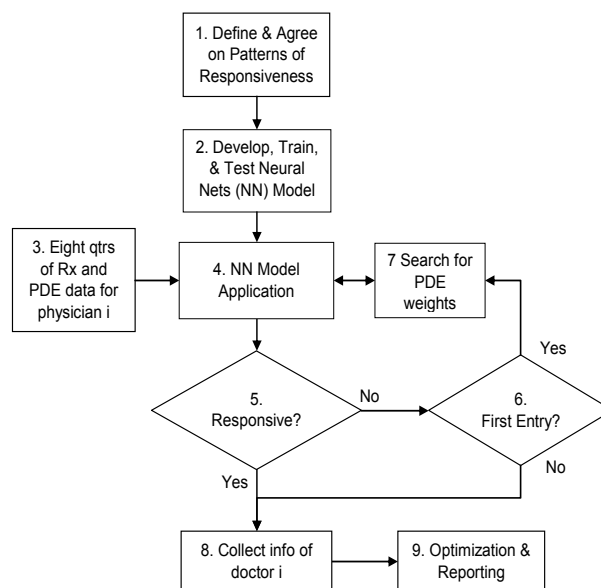 1. Define & Agree
on Patterns of
Responsiveness
2. Develop, Train,
& Test Neural
Nets (NN) Model
3. Eight qtrs
of Rx and
PDE data for
physician i
4. NN Model
Application
7 Search for
PDE
weights
Yes
5.
Responsive?
No
6.
First Entry?
Yes
No
8. Collect info of
doctor i
9. Optimization &
Reporting